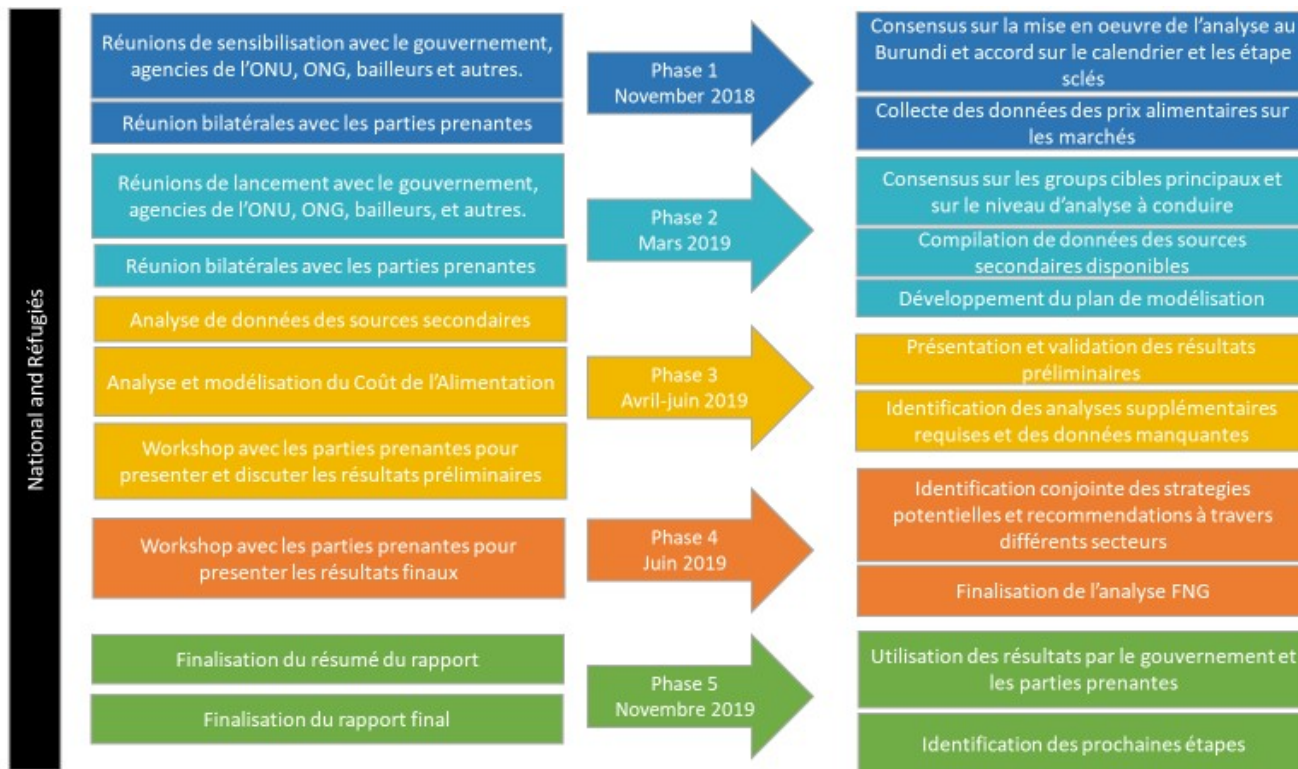 National and Réfugiés
Réunions de sensibilisation avec le gouvernement,
agencies de l'ONU, ONG, bailleurs et autres.
Réunion bilatérales avec les parties prenantes
Phase 1
November 2018
Consensus sur la mise en oeuvre de l'analyse au
Burundi et accord sur le calendrier et les étape
sclés
Collecte des données des prix alimentaires sur
les marchés
Réunions de lancement avec le gouvernement,
agencies de l'ONU, ONG, bailleurs, et autres.
Réunion bilatérales avec les parties prenantes
Phase 2
Mars 2019
Consensus sur les groups cibles principaux et
sur le niveau d'analyse à conduire
Compilation de données des sources
secondaires disponibles
Développement du plan de modélisation
Analyse de données des sources secondaires
Analyse et modélisation du Coût de l'Alimentation
Workshop avec les parties prenantes pour
presenter et discuter les résultats préliminaires
Phase 3
Avril-juin 2019
Présentation et validation des résultats
préliminaires
Identification des analyses supplémentaires
requises et des données manquantes
Workshop avec les parties prenantes pour
presenter les résultats finaux
Phase 4
Juin 2019
Identification conjointe des strategies
potentielles et recommendations à travers
différents secteurs
Finalisation de l'analyse FNG
Finalisation du résumé du rapport
Finalisation du rapport final
Phase 5
Novembre 2019
Utilisation des résultats par le gouvernement et
les parties prenantes
Identification des prochaines étapes